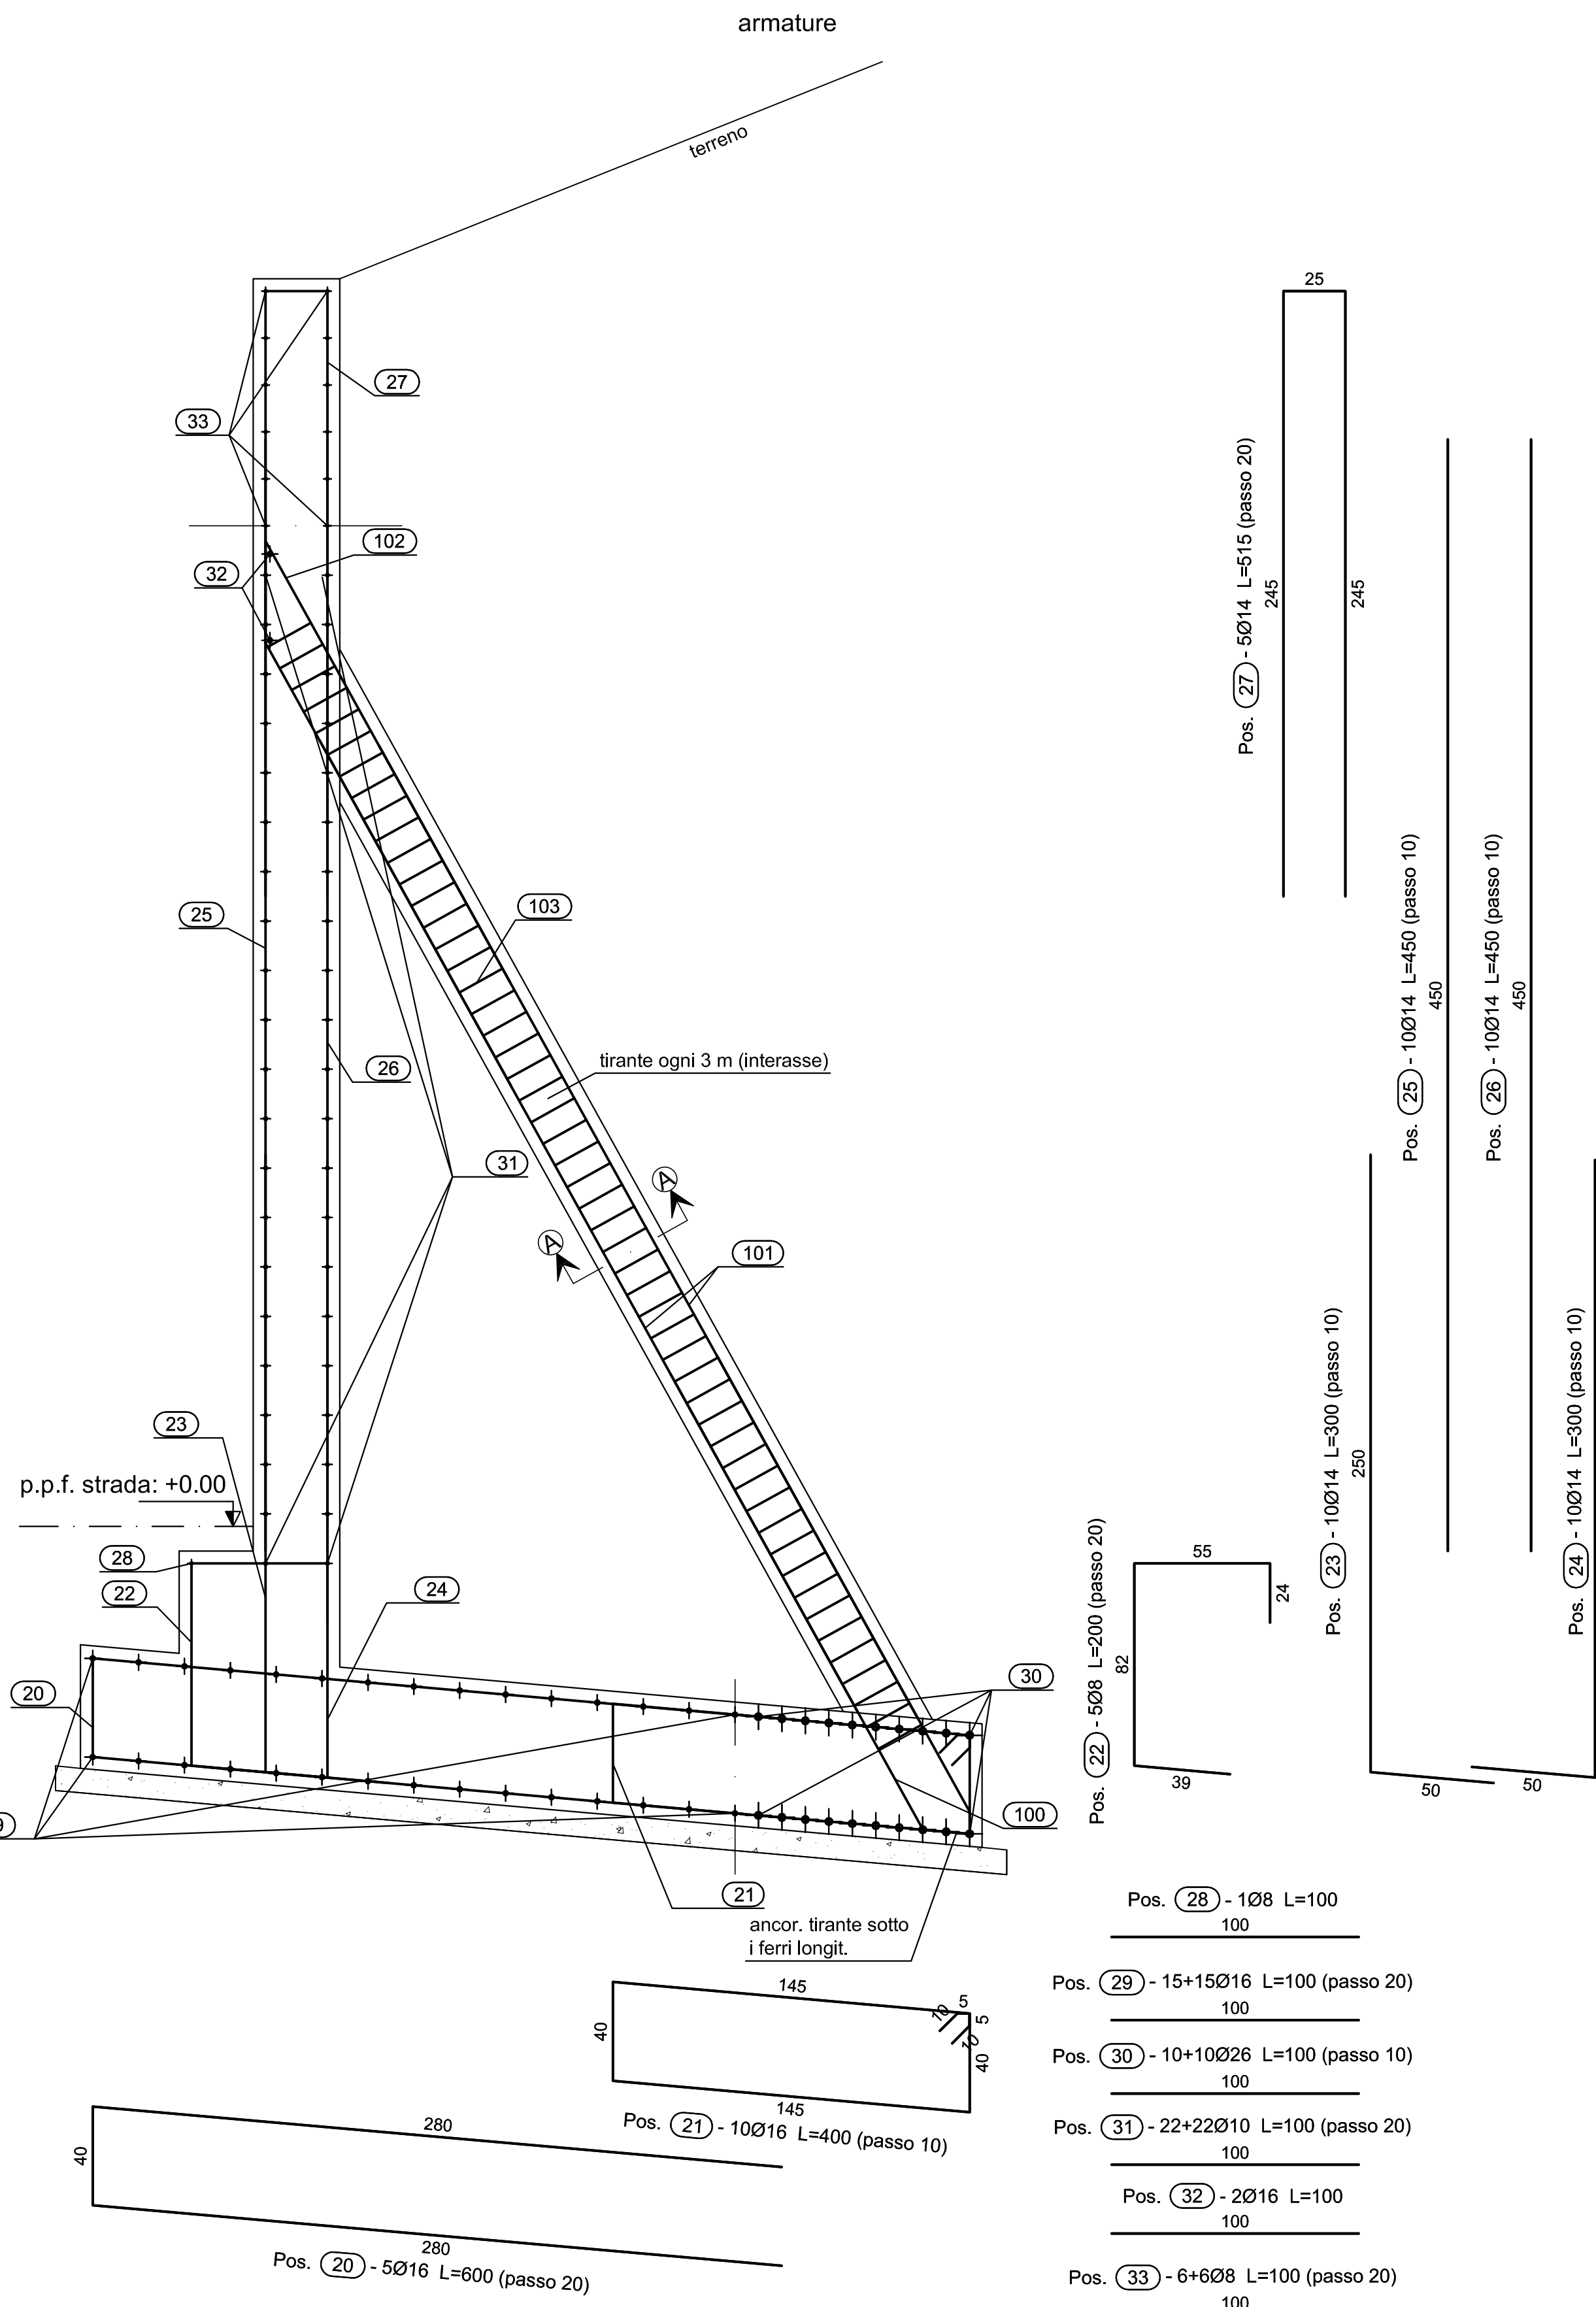 armature
terreno
27
33
102
32
25
103
26
tirante ogni 3 m (interasse)
31
A
A
101
23
p.p.f. strada: +0.00
28
22
24
20
30
9
100
21
ancor. tirante sotto
i ferri longit.
25
245
245
Pos. 27 - 5Ø14 L=515 (passo 20)
Pos. 25 - 10Ø14 L=450 (passo 10)
450
Pos. 26 - 10Ø14 L=450 (passo 10)
450
Pos. 23 - 10Ø14 L=300 (passo 10)
250
50
Pos. 24 - 10Ø14 L=300 (passo 10)
50
Pos. 22 - 5Ø8 L=200 (passo 20)
55
24
82
39
Pos. 28 - 1Ø8 L=100
100
Pos. 29 - 15+15Ø16 L=100 (passo 20)
100
Pos. 30 - 10+10Ø26 L=100 (passo 10)
100
Pos. 31 - 22+22Ø10 L=100 (passo 20)
100
Pos. 32 - 2Ø16 L=100
100
Pos. 33 - 6+6Ø8 L=100 (passo 20)
100
145
5
5
10
10
40
40
145
Pos. 21 - 10Ø16 L=400 (passo 10)
280
40
280
Pos. 20 - 5Ø16 L=600 (passo 20)